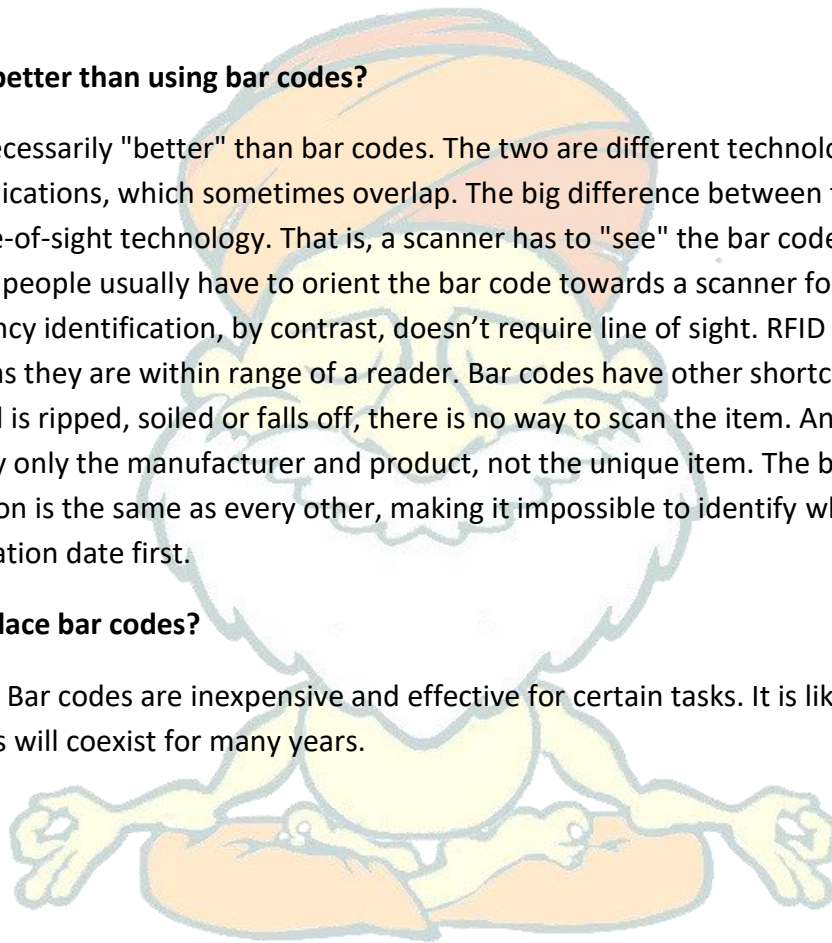 better than using bar codes?
ecessarily "better" than bar codes. The two are different technolo
ications, which sometimes overlap. The big difference between
e-of-sight technology. That is, a scanner has to "see" the bar code
people usually have to orient the bar code towards a scanner fo
ncy identification, by contrast, doesn’t require line of sight. RFID
as they are within range of a reader. Bar codes have other shortc
is ripped, soiled or falls off, there is no way to scan the item. An
y only the manufacturer and product, not the unique item. The b
on is the same as every other, making it impossible to identify wh
ation date first.
lace bar codes?
Bar codes are inexpensive and effective for certain tasks. It is lik
s will coexist for many years.